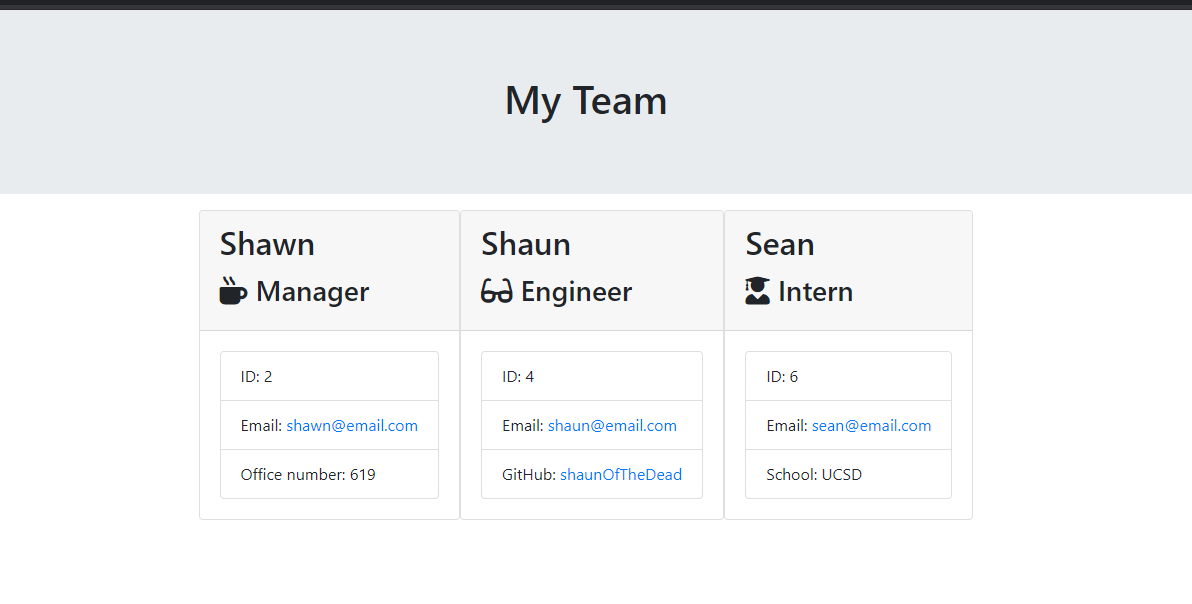 My Team
Shawn
Manager
ID: 2
Email: shawn@email.com
Office number: 619
Shaun
Engineer
ID: 4
Email: shaun@email.com
GitHub: shaunOfTheDead
Sean
Intern
ID: 6
Email: sean@email.com
School: UCSD